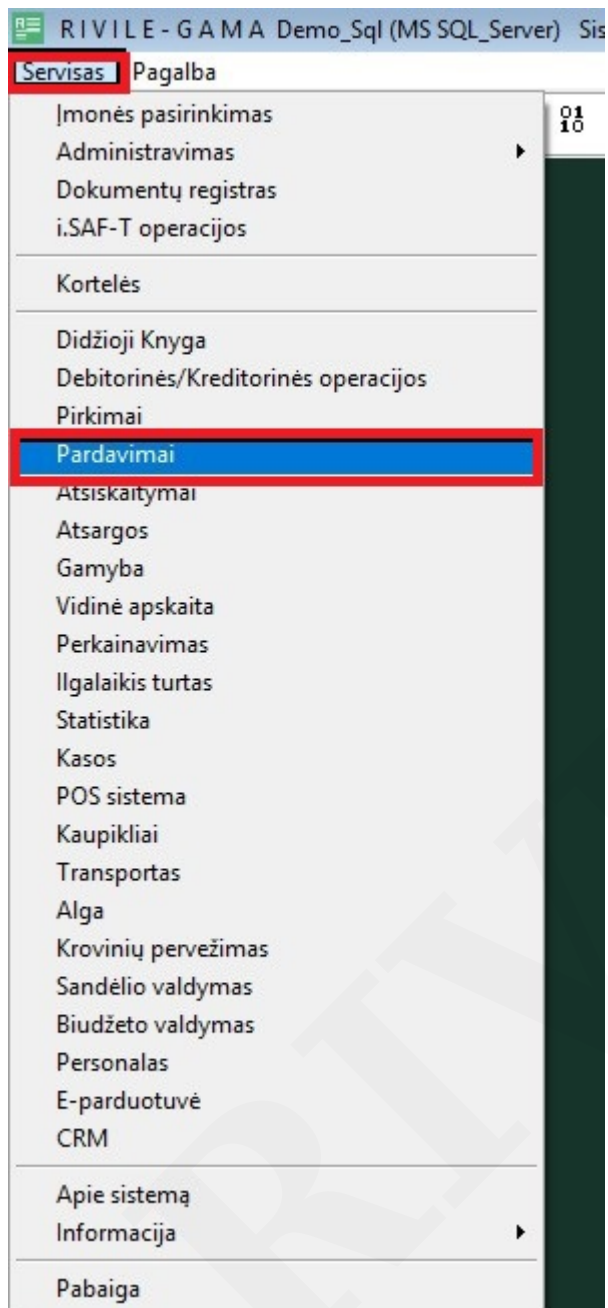 RIVILE-GAMA Demo_Sql (MS SQL_Server) Sis
Servisas Pagalba
Įmonės pasirinkimas
Administravimas
Dokumentų registras
i.SAF-T operacijos
Kortelės
Didžioji Knyga
Debitorinės/Kreditorinės operacijos
Pirkimai
Pardavimai
Atsiskaitymai
Atsargos
Gamyba
Vidinė apskaita
Perkainavimas
Ilgalaikis turtas
Statistika
Kasos
POS sistema
Kaupikliai
Transportas
Alga
Krovinių pervežimas
Sandėlio valdymas
Biudžeto valdymas
Personalas
E-parduotuvė
CRM
Apie sistemą
Informacija
Pabaiga